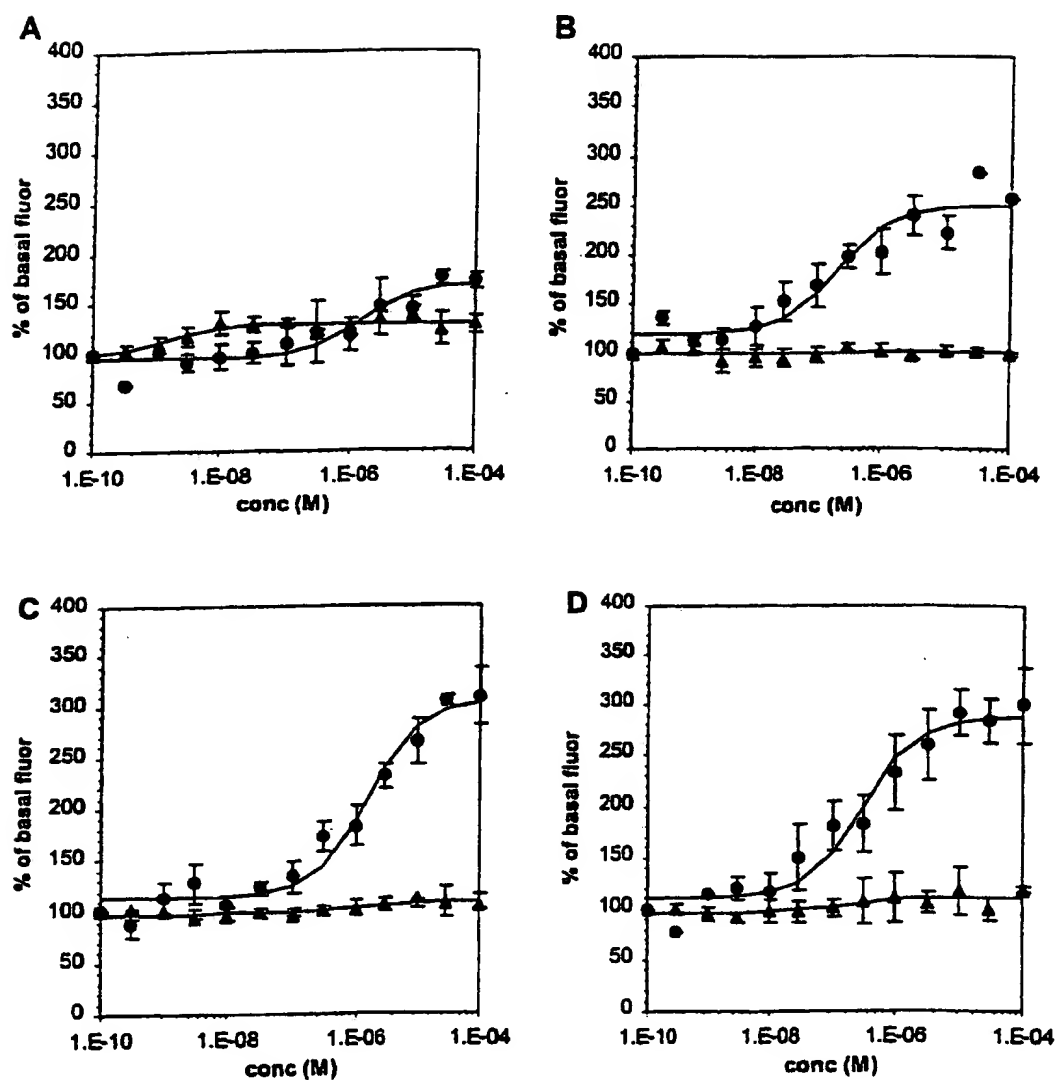 A
400
350
300
250
200
150
100
50
0
% of basal fluor
1.E-10
1.E-08
1.E-06
1.E-04
conc (M)
B
400
350
300
250
200
150
100
50
0
% of basal fluor
1.E-10
1.E-08
1.E-06
1.E-04
conc (M)
C
400
350
300
250
200
150
100
50
0
% of basal fluor
1.E-10
1.E-08
1.E-06
1.E-04
conc (M)
D
400
350
300
250
200
150
100
50
0
% of basal fluor
1.E-10
1.E-08
1.E-06
1.E-04
conc (M)